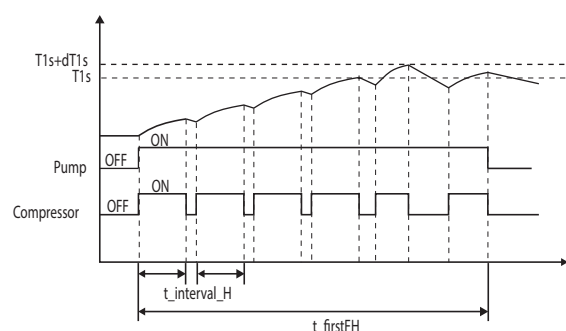 T1s+dT1s
T1s
ON
OFF
Pump
ON
OFF
Compressor
t_interval_H
t_firstFH